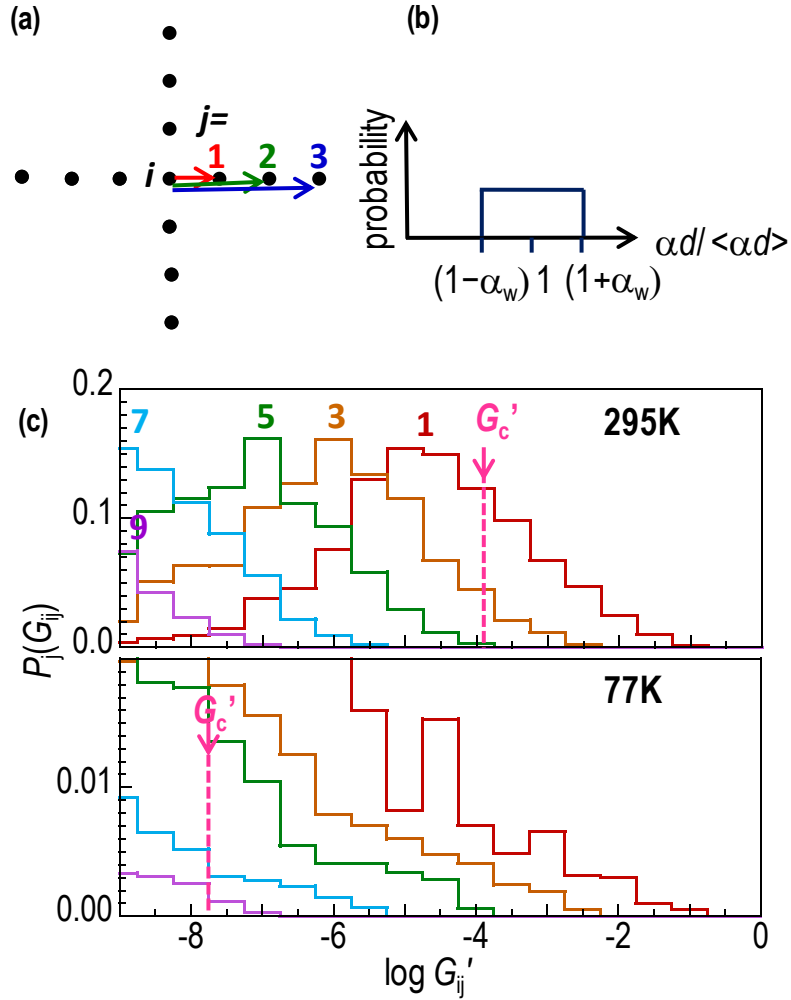 (a)
j=
i 1 2 3
(b)
probability
αd/<αd>
(1−αw) 1 (1+αw)
(c)
0.2
0.1
0.0
7 5 3 1 Gc' 295K
9
Pj(Gij)
Gc' 77K
0.01
0.00
-8 -6 -4 -2 0
log Gij'